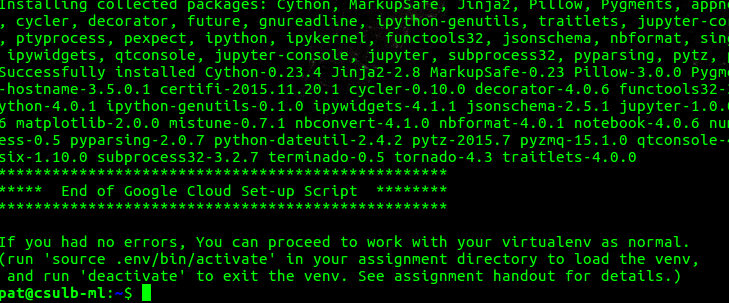 Installing collected packages: Cython, MarkupSafe, Jinja2, Pillow, Pygments, appno
, cycler, decorator, future, gnureadline, ipython-genutils, traitlets, jupyter-co
, ptyprocess, pexpect, ipython, ipykernel, functools32, jsonschema, nbformat, sin
 ipywidgets, qtconsole, jupyter-console, jupyter, subprocess32, pyparsing, pytz, p
Successfully installed Cython-0.23.4 Jinja2-2.8 MarkupSafe-0.23 Pillow-3.0.0 Pygm
-hostname-3.5.0.1 certifi-2015.11.20.1 cycler-0.10.0 decorator-4.0.6 functools32-
ython-4.0.1 ipython-genutils-0.1.0 ipywidgets-4.1.1 jsonschema-2.5.1 jupyter-1.0.0
6 matplotlib-2.0.0 mistune-0.7.1 nbconvert-4.1.0 nbformat-4.0.1 notebook-4.0.6 num
ess-0.5 pyparsing-2.0.7 python-dateutil-2.4.2 pytz-2015.7 pyzmq-15.1.0 qtconsole-4
six-1.10.0 subprocess32-3.2.7 terminado-0.5 tornado-4.3 traitlets-4.0.0
******************************************************
***** End of Google Cloud Set-up Script ********
******************************************************
If you had no errors, You can proceed to work with your virtualenv as normal.
(run 'source .env/bin/activate' in your assignment directory to load the venv,
 and run 'deactivate' to exit the venv. See assignment handout for details.)
pat@csulb-ml:~$